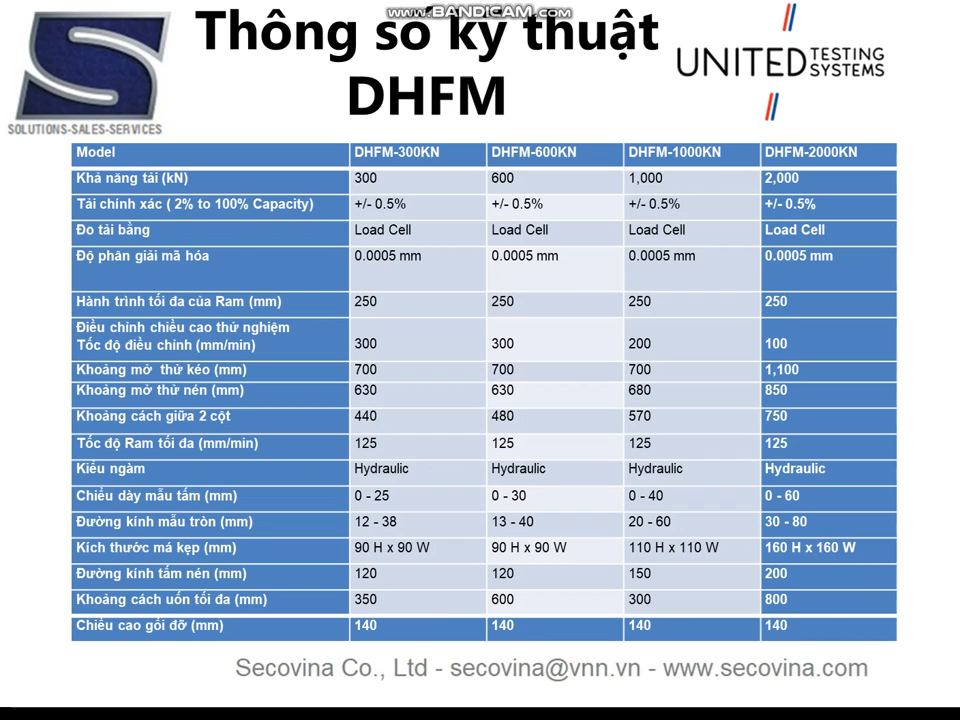 www.BANDICAM.com
Thông số kỹ thuật
DHFM
SOLUTIONS-SALES-SERVICES
UNITED TESTING SYSTEMS
Model DHFM-300KN DHFM-600KN DHFM-1000KN DHFM-2000KN
Khả năng tải (kN) 300 600 1,000 2,000
Tải chính xác ( 2% to 100% Capacity) +/- 0.5% +/- 0.5% +/- 0.5% +/- 0.5%
Đo tải bằng Load Cell Load Cell Load Cell Load Cell
Độ phân giải mã hóa 0.0005 mm 0.0005 mm 0.0005 mm 0.0005 mm
Hành trình tối đa của Ram (mm) 250 250 250 250
Điều chỉnh chiều cao thử nghiệm
Tốc độ điều chỉnh (mm/min) 300 300 200 100
Khoảng mở thử kéo (mm) 700 700 700 1,100
Khoảng mở thử nén (mm) 630 630 680 850
Khoảng cách giữa 2 cột 440 480 570 750
Tốc độ Ram tối đa (mm/min) 125 125 125 125
Kiểu ngàm Hydraulic Hydraulic Hydraulic Hydraulic
Chiều dày mẫu tấm (mm) 0 - 25 0 - 30 0 - 40 0 - 60
Đường kính mẫu tròn (mm) 12 - 38 13 - 40 20 - 60 30 - 80
Kích thước má kẹp (mm) 90 H x 90 W 90 H x 90 W 110 H x 110 W 160 H x 160 W
Đường kính tấm nén (mm) 120 120 150 200
Khoảng cách uốn tối đa (mm) 350 600 300 800
Chiều cao gối đỡ (mm) 140 140 140 140
Secovina Co., Ltd - secovina@vnn.vn - www.secovina.com